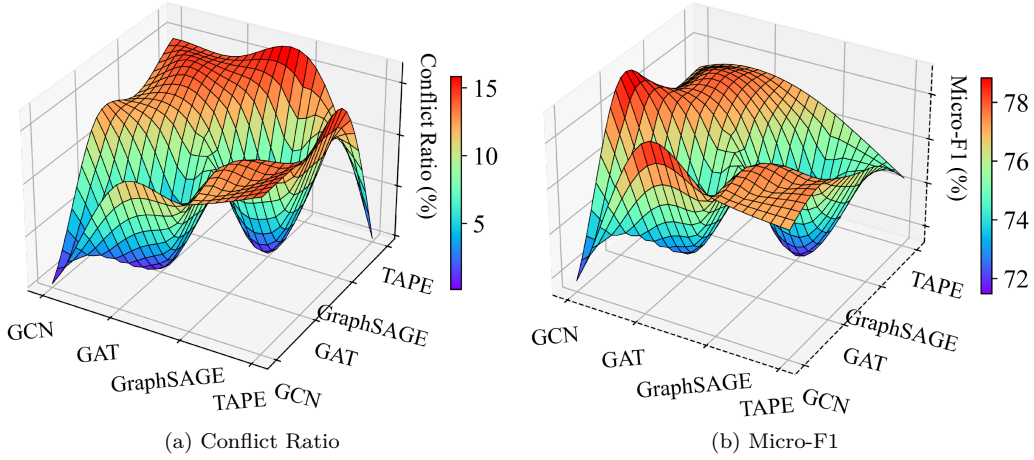 Conflict Ratio (%)
15
10
5
GCN
GAT
GraphSAGE
TAPE
GCN
GAT
GraphSAGE
TAPE
(a) Conflict Ratio
Micro-F1 (%)
78
76
74
72
GCN
GAT
GraphSAGE
TAPE
GCN
GAT
GraphSAGE
TAPE
(b) Micro-F1